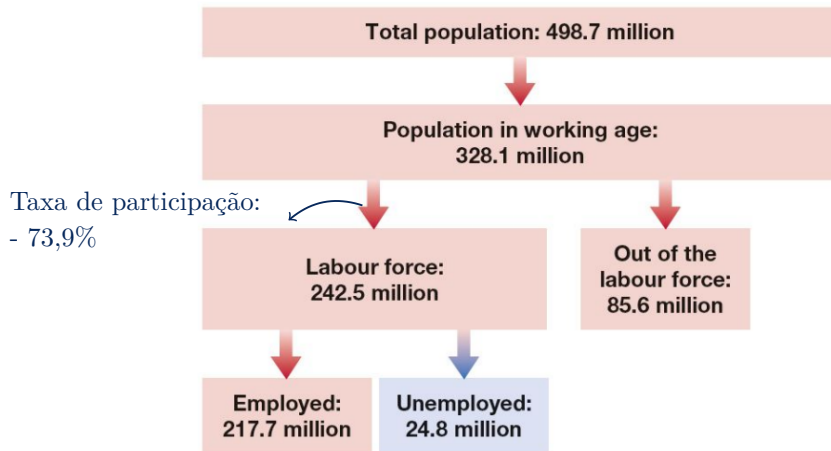 Total population: 498.7 million
Population in working age:
328.1 million
Taxa de participação:
- 73,9%
Labour force:
242.5 million
Out of the
labour force:
85.6 million
Employed:
217.7 million
Unemployed:
24.8 million